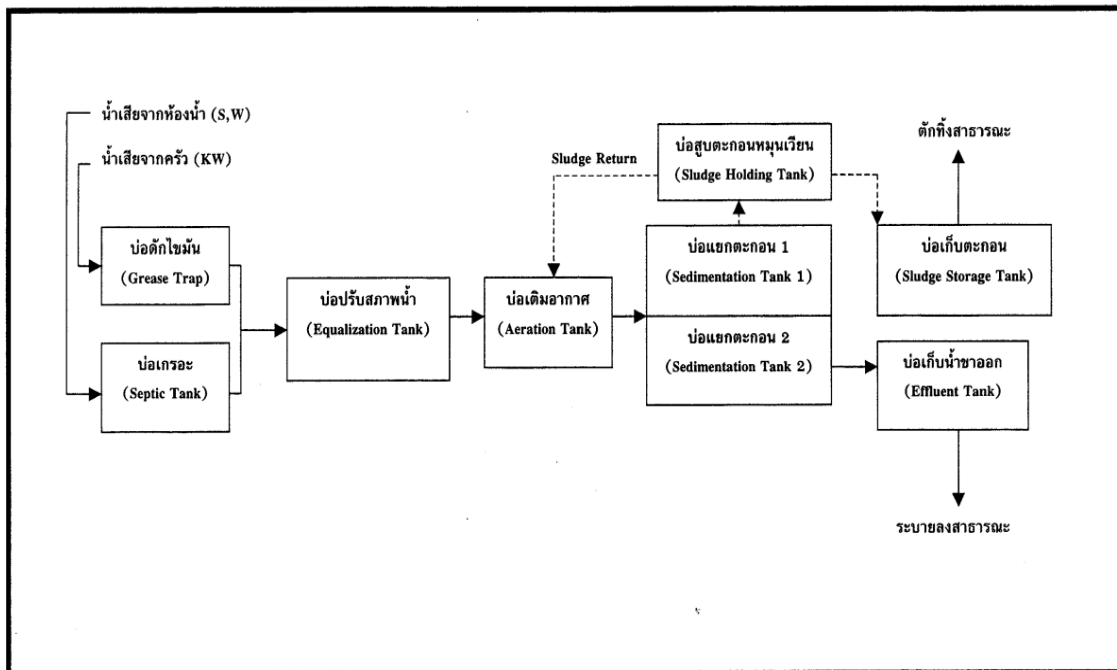 น้ำเสียจากห้องน้ำ (S,W)
น้ำเสียจากครัว (KW)
บ่อดักไขมัน
(Grease Trap)
บ่อเกรอะ
(Septic Tank)
บ่อปรับสภาพน้ำ
(Equalization Tank)
Sludge Return
บ่อเติมอากาศ
(Aeration Tank)
บ่อสูบตะกอนหมุนเวียน
(Sludge Holding Tank)
บ่อแยกตะกอน 1
(Sedimentation Tank 1)
บ่อแยกตะกอน 2
(Sedimentation Tank 2)
ตักทิ้งสาธารณะ
บ่อเก็บตะกอน
(Sludge Storage Tank)
บ่อเก็บน้ำขาออก
(Effluent Tank)
ระบายลงสาธารณะ